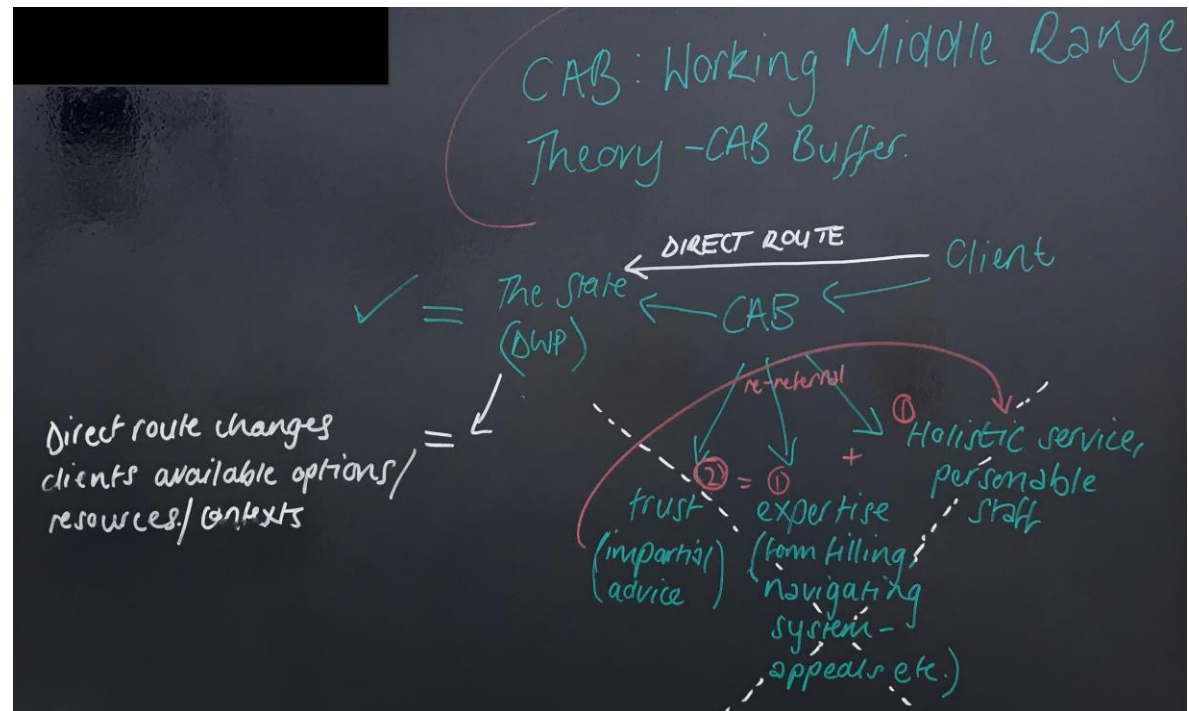 CAB: Working Middle Range
Theory - CAB Buffer.
DIRECT ROUTE
Client
The State
(DWP)
CAB
✓ =
re-referral
Direct route changes
clients available options/
resources/contexts
=
② = ① + ①
trust
(impartial
advice)
expertise
(form filling,
navigating
system -
appeals etc.)
Holistic service,
personable
staff